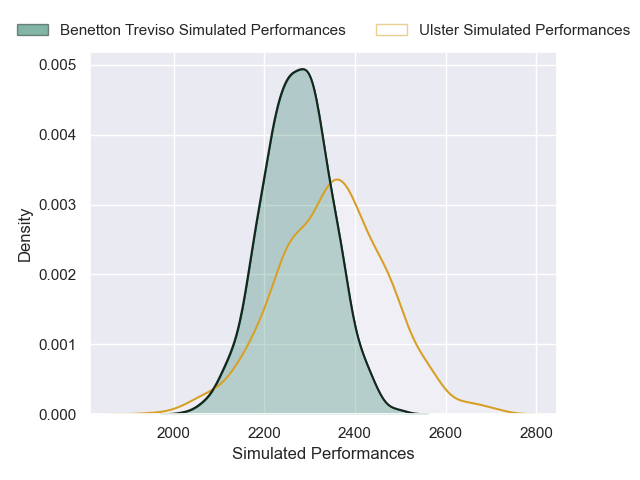 Benetton Treviso Simulated Performances Ulster Simulated Performances
0.005
0.004
0.003
0.002
0.001
0.000
Density
2000 2200 2400 2600 2800
Simulated Performances